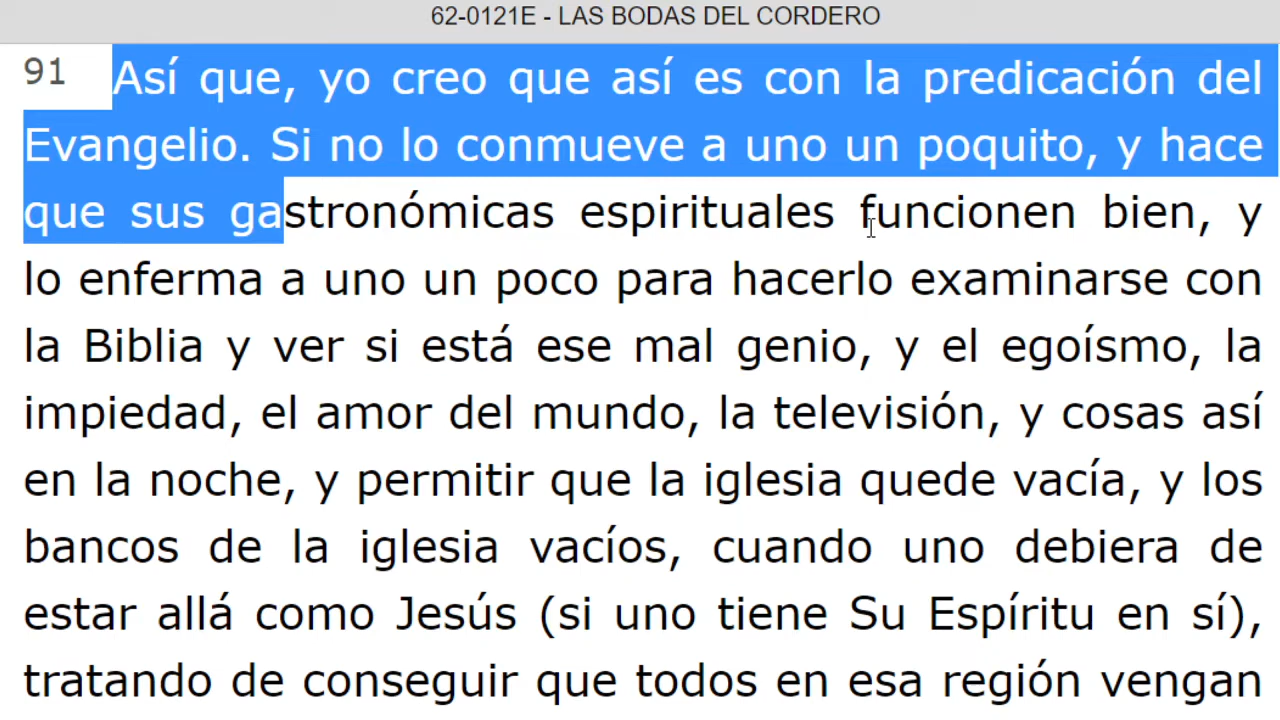 62-0121E - LAS BODAS DEL CORDERO
91 Así que, yo creo que así es con la predicación del
Evangelio. Si no lo conmueve a uno un poquito, y hace
que sus gastronómicas espirituales funcionen bien, y
lo enferma a uno un poco para hacerlo examinarse con
la Biblia y ver si está ese mal genio, y el egoísmo, la
impiedad, el amor del mundo, la televisión, y cosas así
en la noche, y permitir que la iglesia quede vacía, y los
bancos de la iglesia vacíos, cuando uno debiera de
estar allá como Jesús (si uno tiene Su Espíritu en sí),
tratando de conseguir que todos en esa región vengan